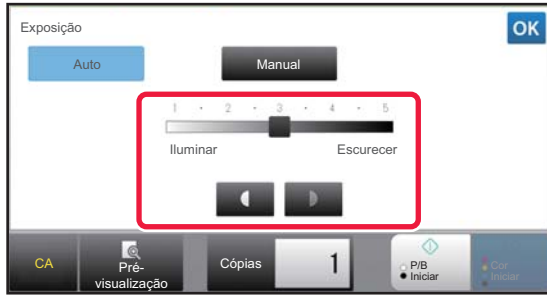 Exposição
OK
Auto
Manual
1 · 2 · 3 · 4 · 5
Iluminar
Escurecer
CA
Pré-
visualização
Cópias
1
P/B
Iniciar
Cor
Iniciar